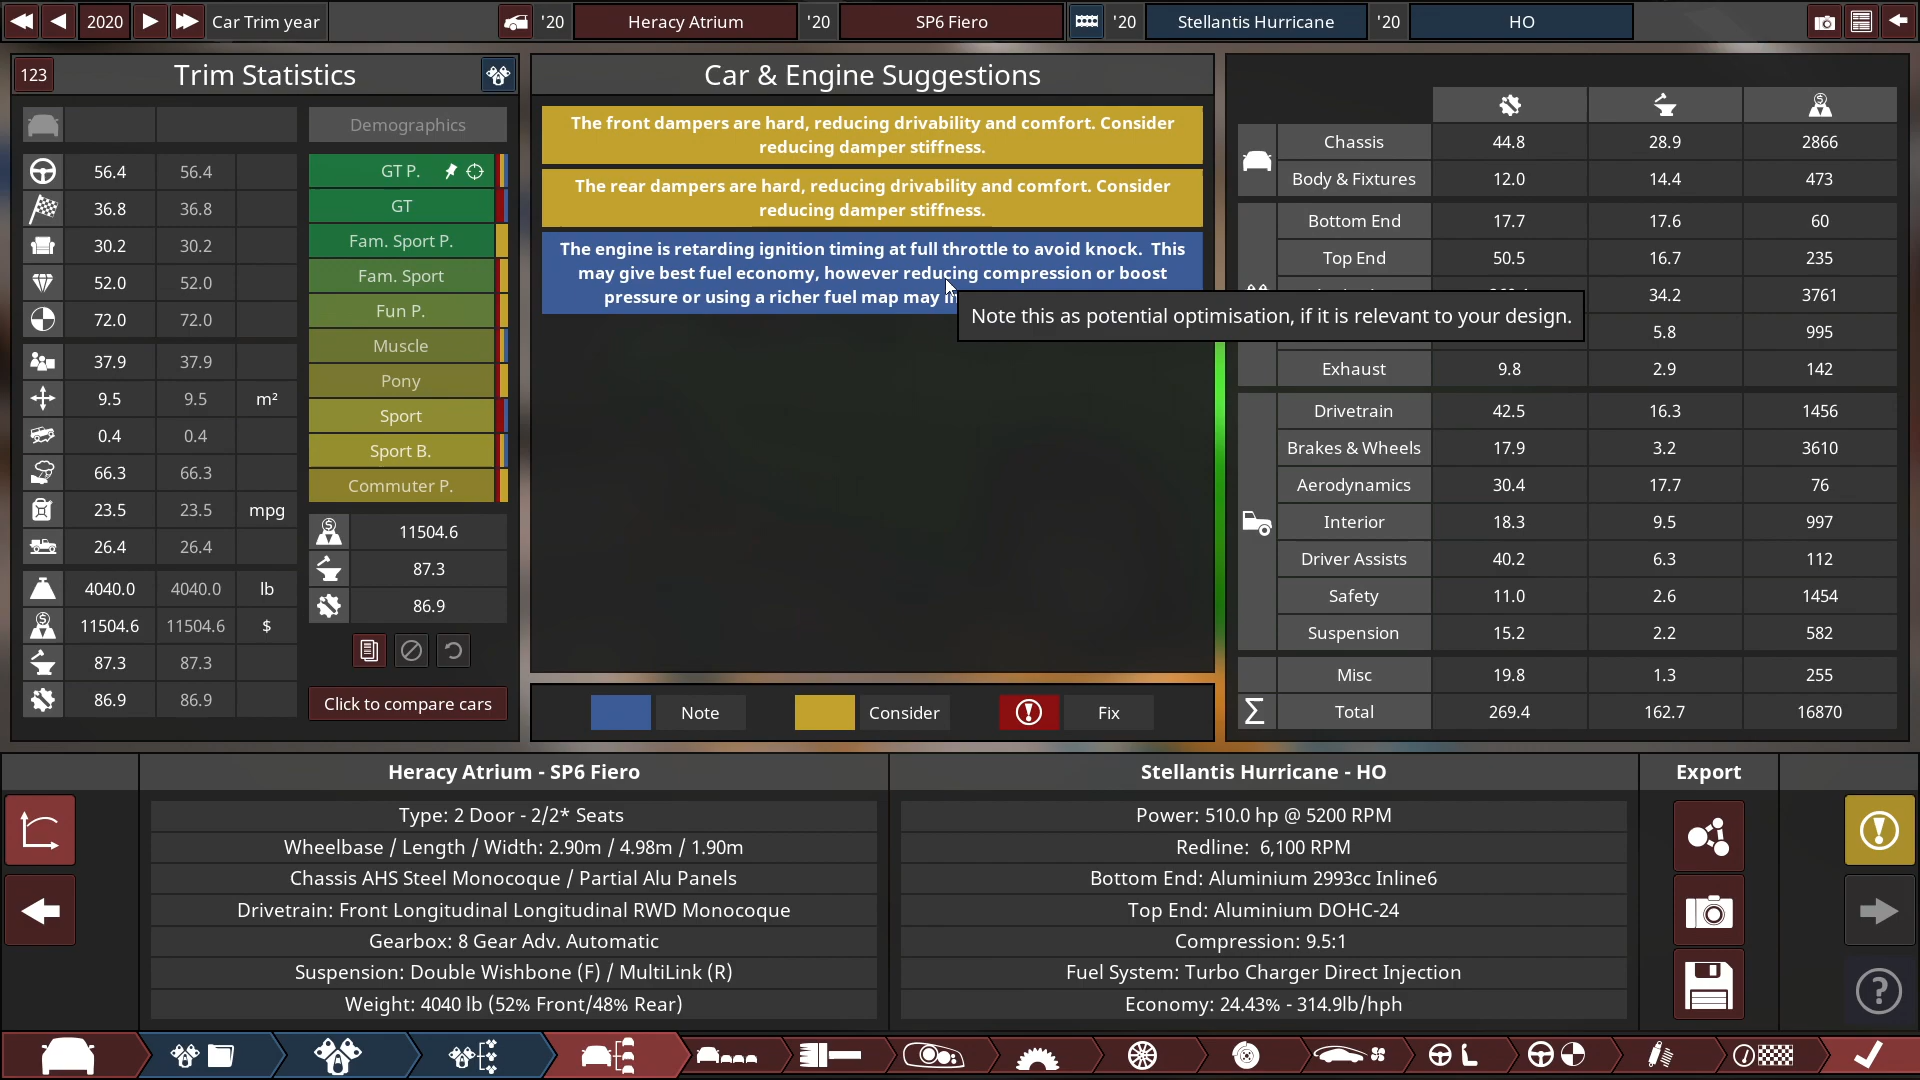 2020
Car Trim year
'20
Heracy Atrium
'20
SP6 Fiero
'20
Stellantis Hurricane
'20
HO
123
Trim Statistics
Demographics
56.4 56.4
36.8 36.8
30.2 30.2
52.0 52.0
72.0 72.0
37.9 37.9
9.5 9.5 m²
0.4 0.4
66.3 66.3
23.5 23.5 mpg
26.4 26.4
4040.0 4040.0 lb
11504.6 11504.6 $
87.3 87.3
86.9 86.9
GT P.
GT
Fam. Sport P.
Fam. Sport
Fun P.
Muscle
Pony
Sport
Sport B.
Commuter P.
11504.6
87.3
86.9
Click to compare cars
Car & Engine Suggestions
The front dampers are hard, reducing drivability and comfort. Consider
reducing damper stiffness.
The rear dampers are hard, reducing drivability and comfort. Consider
reducing damper stiffness.
The engine is retarding ignition timing at full throttle to avoid knock. This
may give best fuel economy, however reducing compression or boost
pressure or using a richer fuel map may
Note this as potential optimisation, if it is relevant to your design.
Note
Consider
Fix
Chassis 44.8 28.9 2866
Body & Fixtures 12.0 14.4 473
Bottom End 17.7 17.6 60
Top End 50.5 16.7 235
34.2 3761
5.8 995
Exhaust 9.8 2.9 142
Drivetrain 42.5 16.3 1456
Brakes & Wheels 17.9 3.2 3610
Aerodynamics 30.4 17.7 76
Interior 18.3 9.5 997
Driver Assists 40.2 6.3 112
Safety 11.0 2.6 1454
Suspension 15.2 2.2 582
Misc 19.8 1.3 255
Σ Total 269.4 162.7 16870
Heracy Atrium - SP6 Fiero
Type: 2 Door - 2/2* Seats
Wheelbase / Length / Width: 2.90m / 4.98m / 1.90m
Chassis AHS Steel Monocoque / Partial Alu Panels
Drivetrain: Front Longitudinal Longitudinal RWD Monocoque
Gearbox: 8 Gear Adv. Automatic
Suspension: Double Wishbone (F) / MultiLink (R)
Weight: 4040 lb (52% Front/48% Rear)
Stellantis Hurricane - HO
Power: 510.0 hp @ 5200 RPM
Redline: 6,100 RPM
Bottom End: Aluminium 2993cc Inline6
Top End: Aluminium DOHC-24
Compression: 9.5:1
Fuel System: Turbo Charger Direct Injection
Economy: 24.43% - 314.9lb/hph
Export